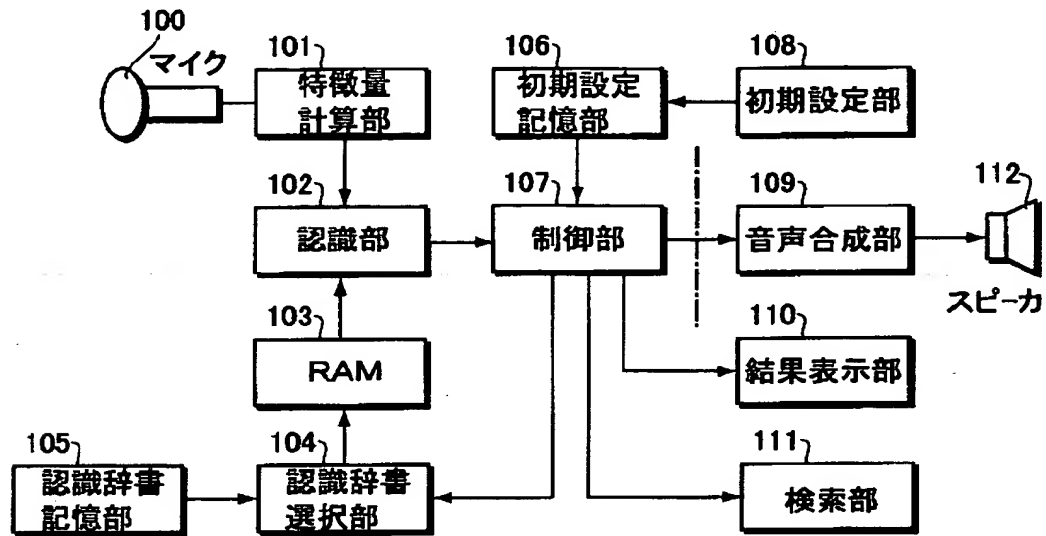 100
マイク
101
特徴量
計算部
106
初期設定
記憶部
108
初期設定部
102
認識部
107
制御部
109
音声合成部
112
スピーカ
103
RAM
110
結果表示部
105
認識辞書
記憶部
104
認識辞書
選択部
111
検索部